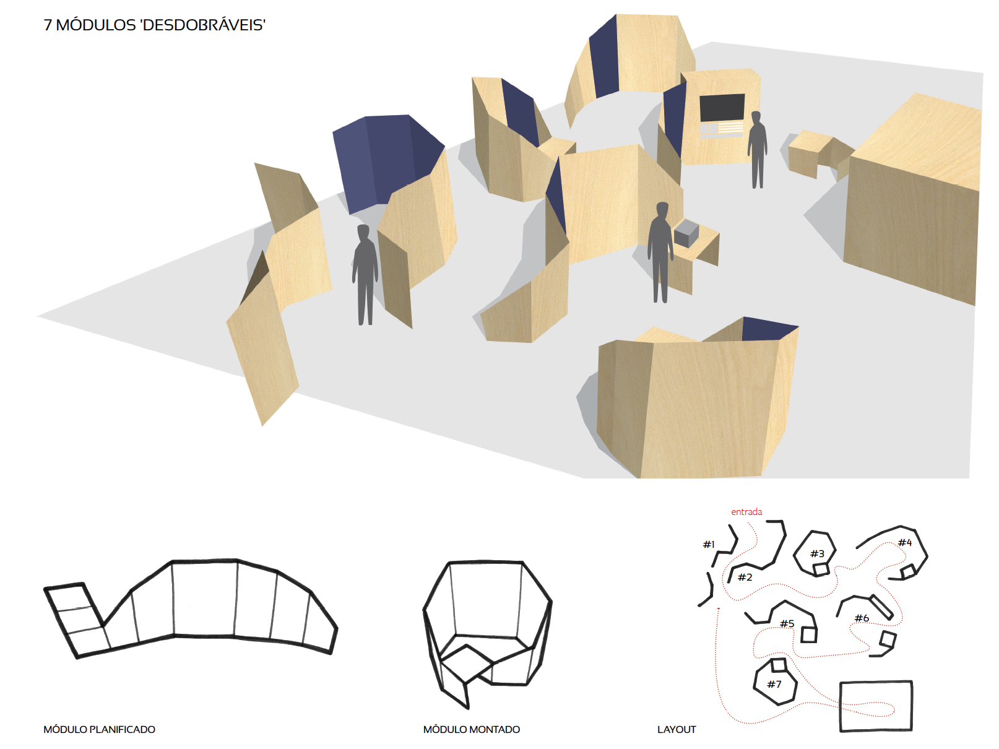 7 MÓDULOS 'DESDOBRÁVEIS'
entrada
#1
#2
#3
#4
#5
#6
#7
MÓDULO PLANIFICADO
MÓDULO MONTADO
LAYOUT